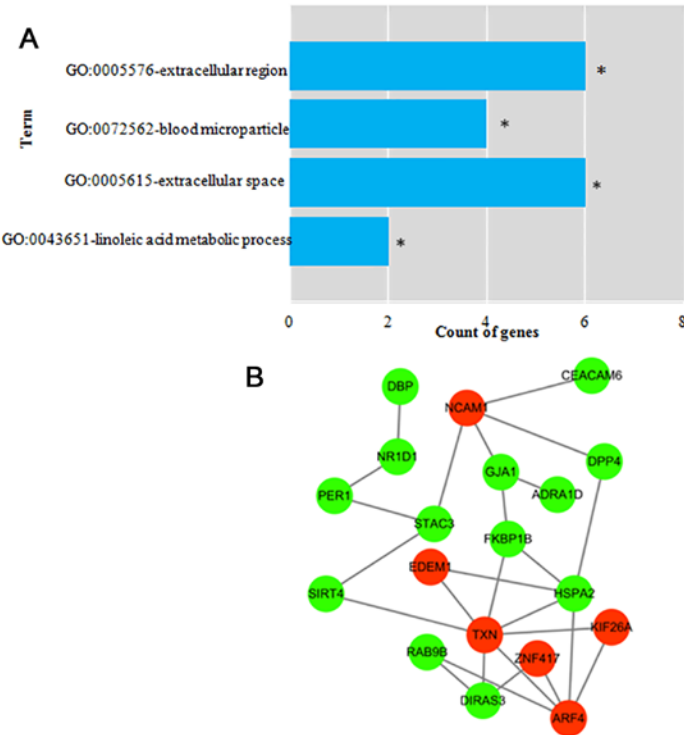 A
GO:0005576-extracellular region
*
GO:0072562-blood microparticle
*
Term
GO:0005615-extracellular space
*
GO:0043651-linoleic acid metabolic process
*
0 2 4 6 8
Count of genes
B
CEACAM6
DBP
NCAM1
NR1D1
GJA1
DPP4
PER1
ADRA1D
STAC3
FKBP1B
EDEM1
SIRT4
HSPA2
TXN
KIF26A
RAB9B
ZNF417
DIRAS3
ARF4